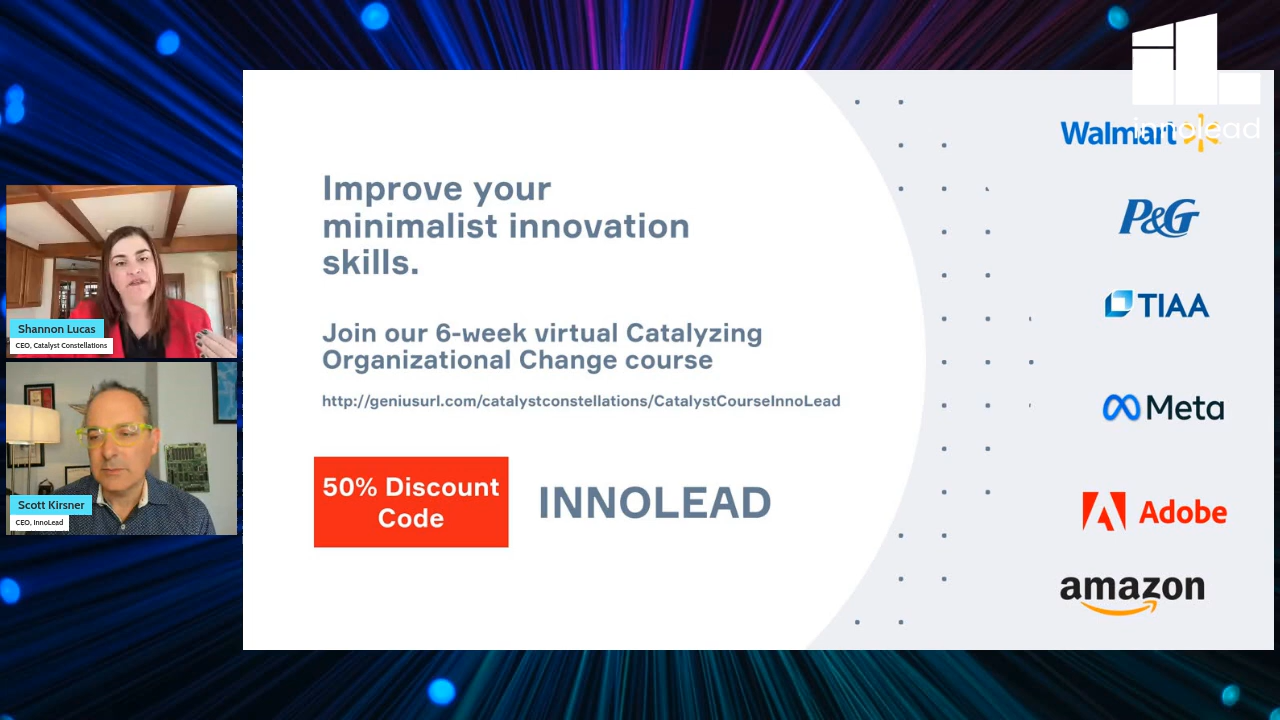 innolead
Walmart
P&G
TIAA
Meta
Adobe
amazon
Improve your
minimalist innovation
skills.
Join our 6-week virtual Catalyzing
Organizational Change course
http://geniusurl.com/catalystconstellations/CatalystCourseInnoLead
50% Discount
Code
INNOLEAD
Shannon Lucas
CEO, Catalyst Constellations
Scott Kirsner
CEO, InnoLead